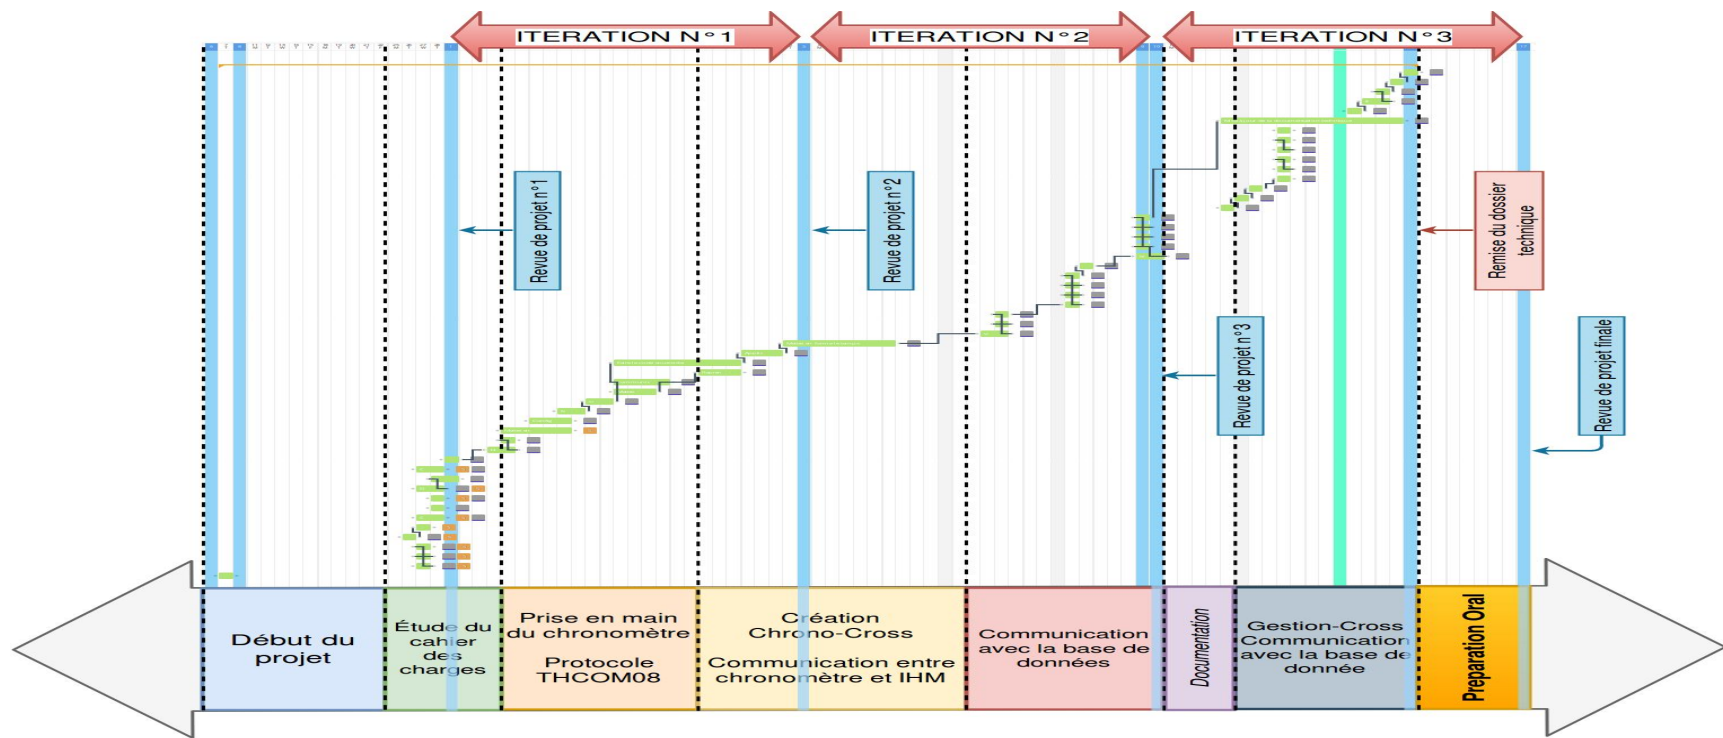 ITERATION N°1
ITERATION N°2
ITERATION N°3
Revue de projet n°1
Revue de projet n°2
Revue de projet n°3
Remise du dossier
technique
Revue de projet finale
Début du
projet
Étude du
cahier
des
charges
Prise en main
du chronomètre
Protocole
THCOM08
Création
Chrono-Cross
Communication entre
chronomètre et IHM
Communication
avec la base de
données
Documentation
Gestion-Cross
Communication
avec la base de
donnée
Preparation Oral